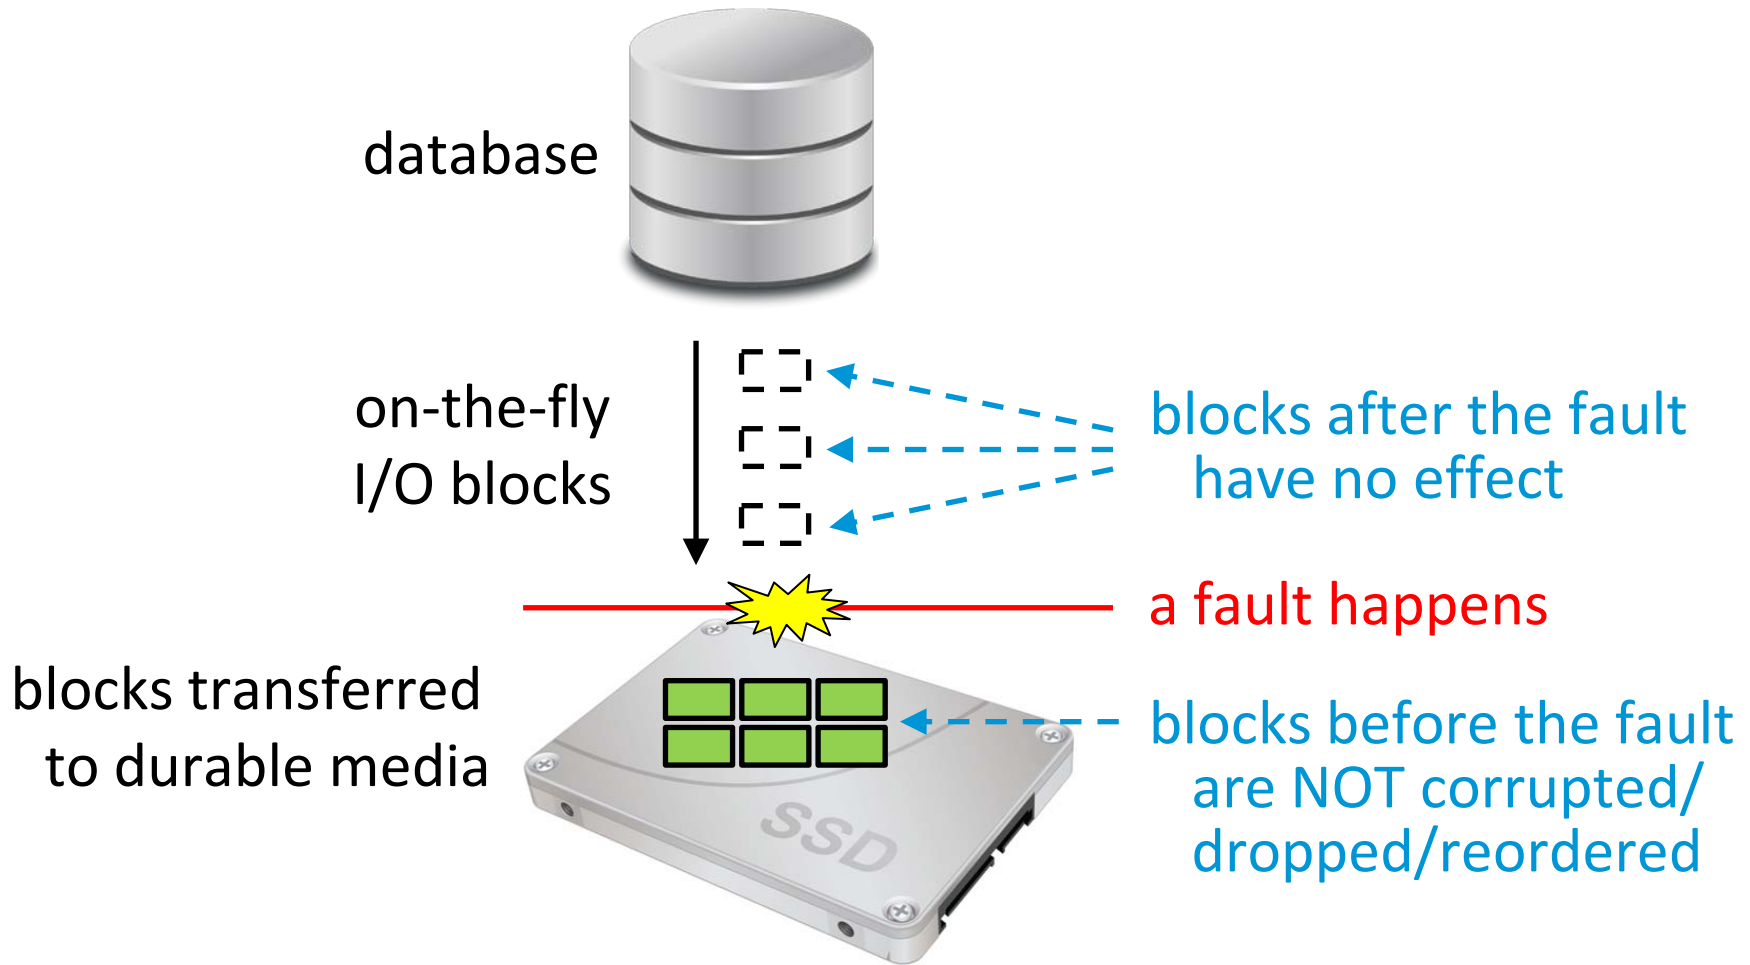 database
on-the-fly
I/O blocks
blocks after the fault
have no effect
a fault happens
blocks transferred
to durable media
blocks before the fault
are NOT corrupted/
dropped/reordered
SSD